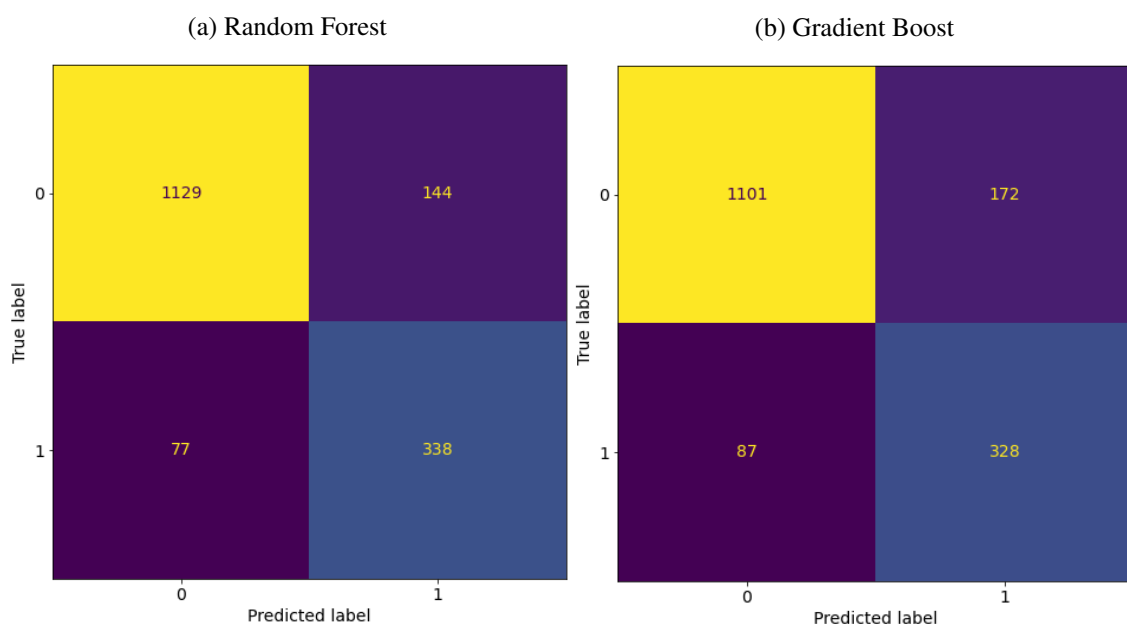 (a) Random Forest
(b) Gradient Boost
True label
0
1129
144
1
77
338
0
1
Predicted label
True label
0
1101
172
1
87
328
0
1
Predicted label